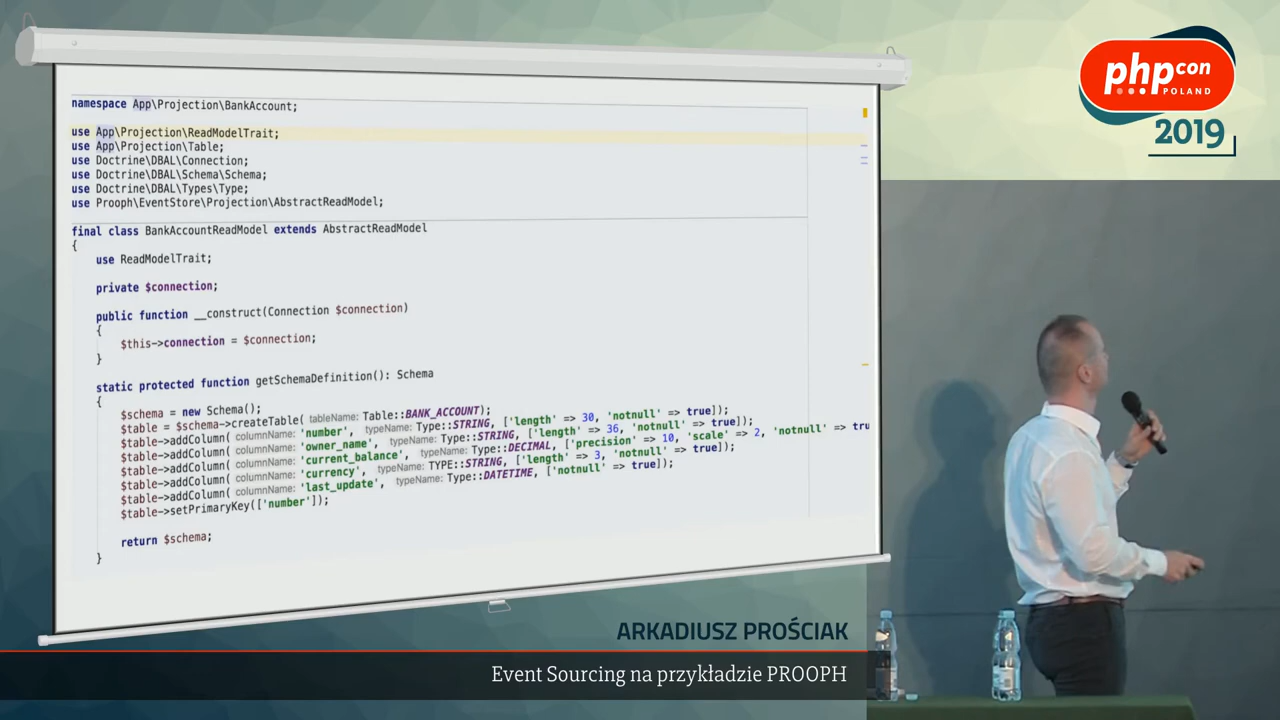 namespace App\Projection\BankAccount;
use App\Projection\ReadModelTrait;
use App\Projection\Table;
use Doctrine\DBAL\Connection;
use Doctrine\DBAL\Schema\Schema;
use Doctrine\DBAL\Types\Type;
use Prooph\EventStore\Projection\AbstractReadModel;
final class BankAccountReadModel extends AbstractReadModel
{
use ReadModelTrait;
private $connection;
public function __construct(Connection $connection)
{
$this->connection = $connection;
}
static protected function getSchemaDefinition(): Schema
{
$schema = new Schema();
$table = $schema->createTable( tableName: Table::BANK_ACCOUNT);
$table->addColumn( columnName: 'number', typeName: Type::STRING, ['length' => 30, 'notnull' => true]);
$table->addColumn( columnName: 'owner_name', typeName: Type::STRING, ['length' => 36, 'notnull' => true]);
$table->addColumn( columnName: 'current_balance', typeName: Type::DECIMAL, ['precision' => 10, 'scale' => 2, 'notnull' => tru
$table->addColumn( columnName: 'currency', typeName: TYPE::STRING, ['length' => 3, 'notnull' => true]);
$table->addColumn( columnName: 'last_update', typeName: Type::DATETIME, ['notnull' => true]);
$table->setPrimaryKey(['number']);
return $schema;
}
phpcon
POLAND
2019
ARKADIUSZ PROŚCIAK
Event Sourcing na przykładzie PROOPH